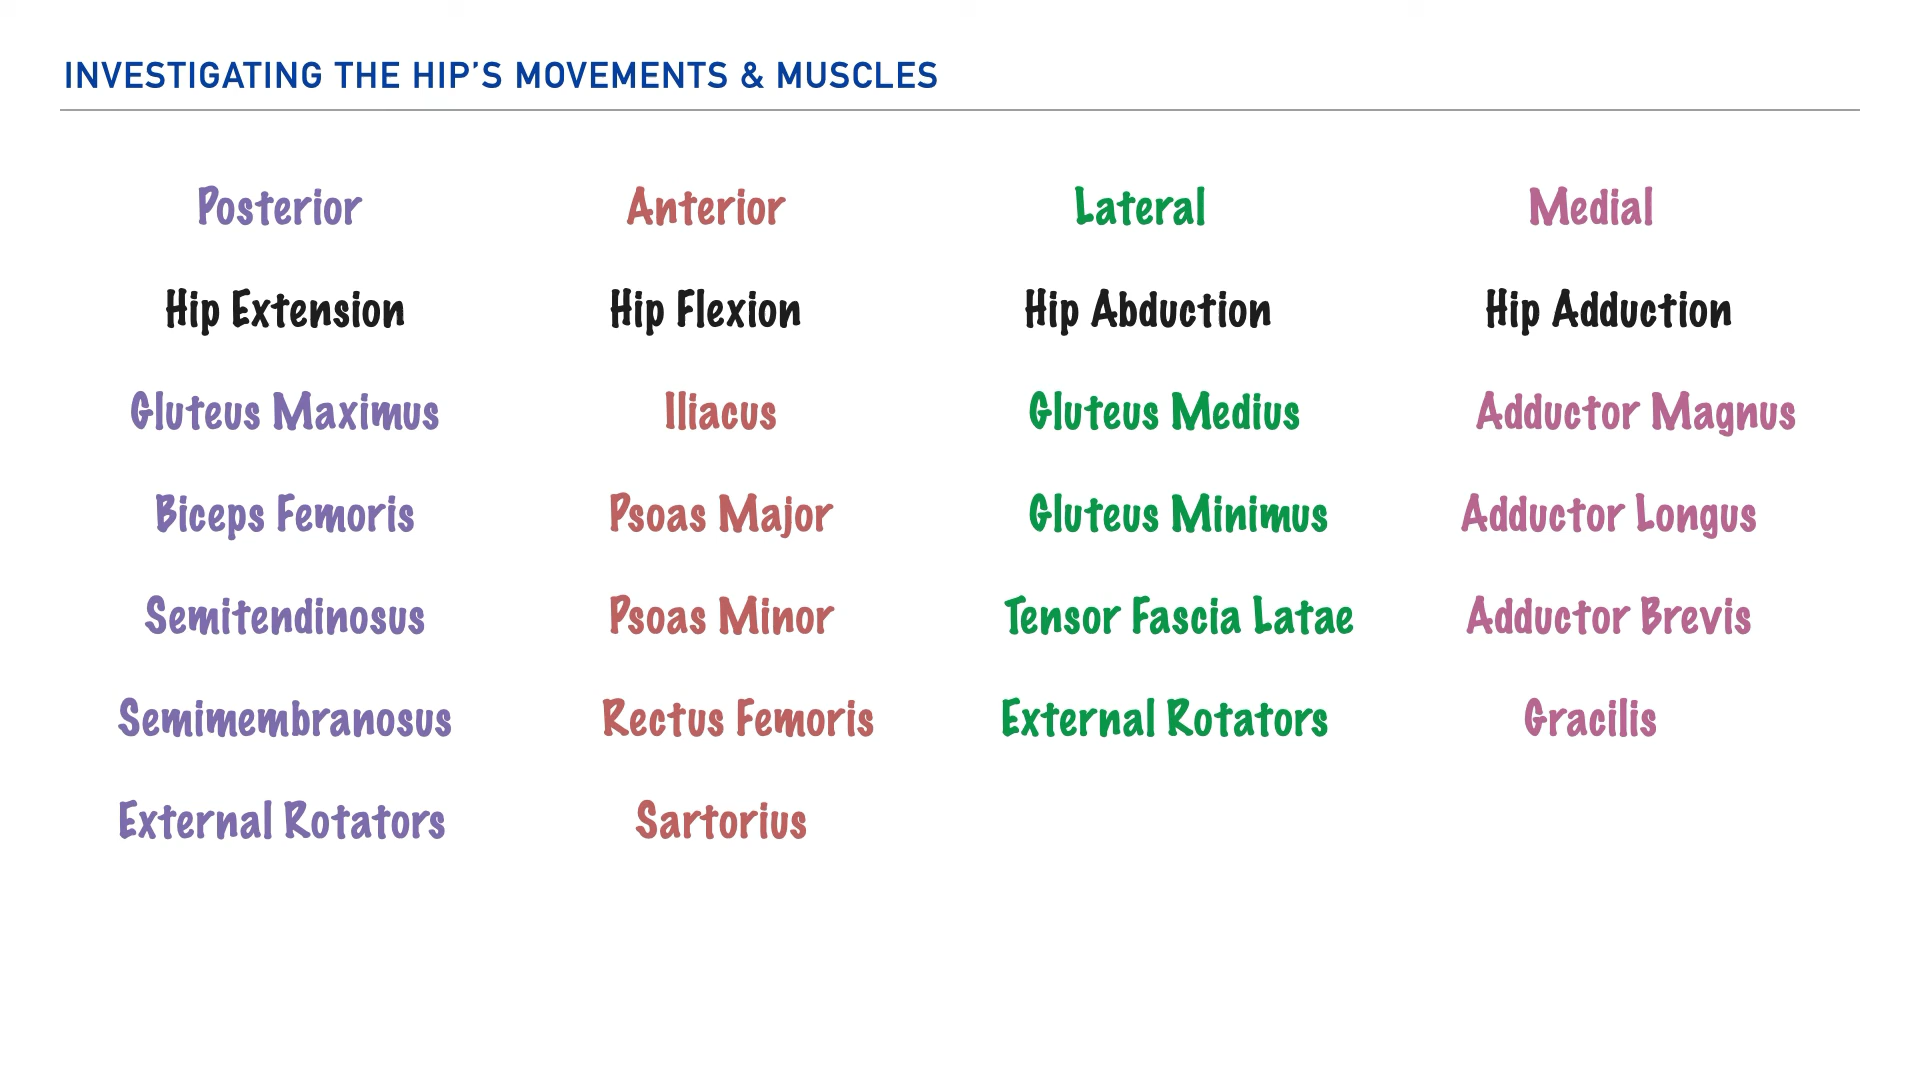 INVESTIGATING THE HIP’S MOVEMENTS & MUSCLES
Posterior Anterior Lateral Medial
Hip Extension Hip Flexion Hip Abduction Hip Adduction
Gluteus Maximus Iliacus Gluteus Medius Adductor Magnus
Biceps Femoris Psoas Major Gluteus Minimus Adductor Longus
Semitendinosus Psoas Minor Tensor Fascia Latae Adductor Brevis
Semimembranosus Rectus Femoris External Rotators Gracilis
External Rotators Sartorius